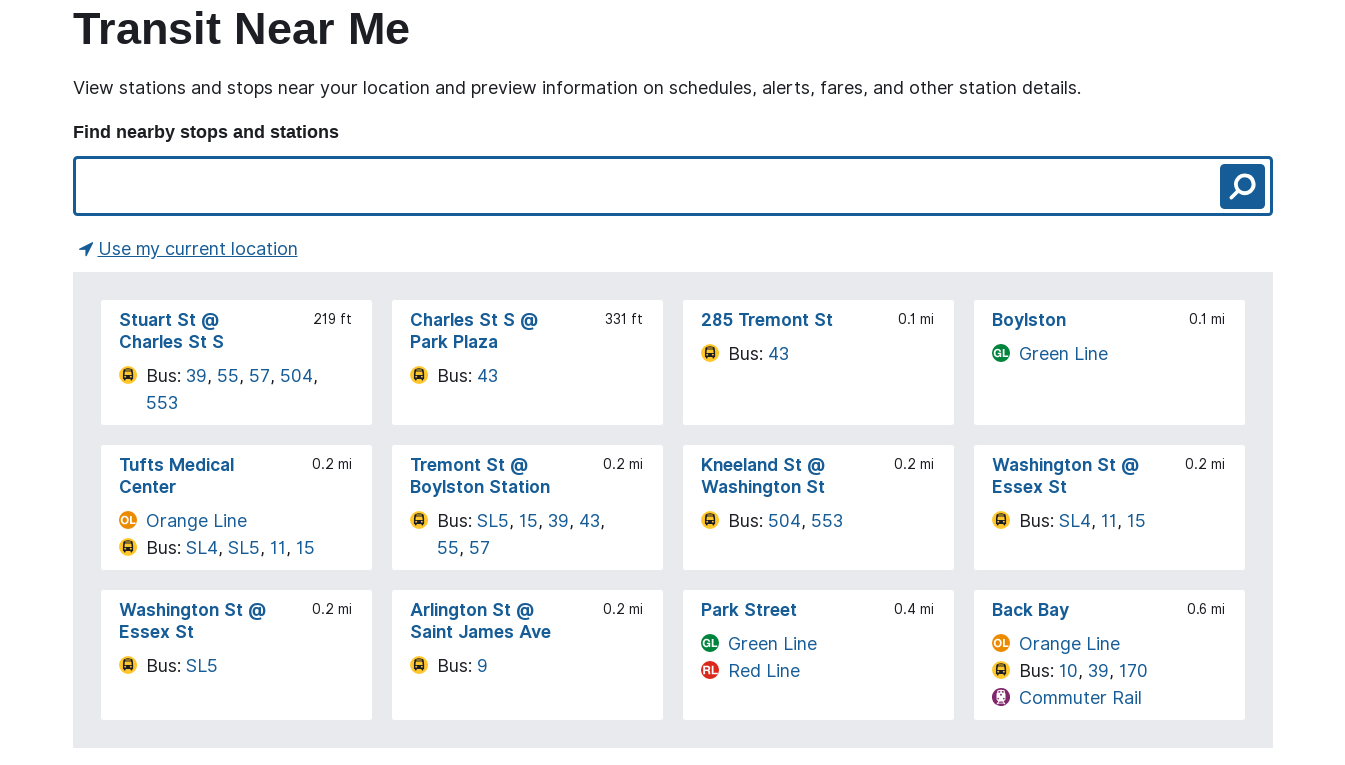 Transit Near Me
View stations and stops near your location and preview information on schedules, alerts, fares, and other station details.
Find nearby stops and stations
Use my current location
Stuart St @ 219 ft
Charles St S
Bus: 39, 55, 57, 504,
553
Charles St S @ 331 ft
Park Plaza
Bus: 43
285 Tremont St 0.1 mi
Bus: 43
Boylston 0.1 mi
GL Green Line
Tufts Medical 0.2 mi
Center
OL Orange Line
Bus: SL4, SL5, 11, 15
Tremont St @ 0.2 mi
Boylston Station
Bus: SL5, 15, 39, 43,
55, 57
Kneeland St @ 0.2 mi
Washington St
Bus: 504, 553
Washington St @ 0.2 mi
Essex St
Bus: SL4, 11, 15
Washington St @ 0.2 mi
Essex St
Bus: SL5
Arlington St @ 0.2 mi
Saint James Ave
Bus: 9
Park Street 0.4 mi
GL Green Line
RL Red Line
Back Bay 0.6 mi
OL Orange Line
Bus: 10, 39, 170
Commuter Rail